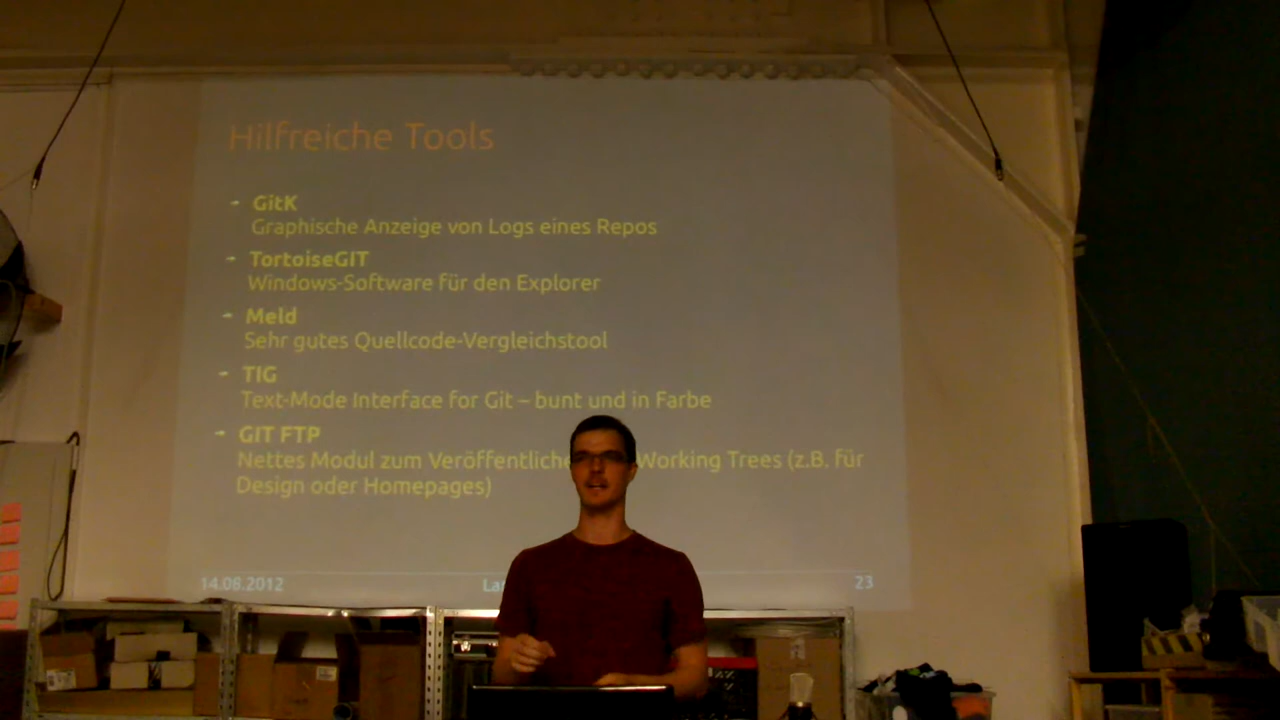 Hilfreiche Tools
GitK
Graphische Anzeige von Logs eines Repos
TortoiseGIT
Windows-Software für den Explorer
Meld
Sehr gutes Quellcode-Vergleichstool
TIG
Text-Mode Interface for Git – bunt und in Farbe
GIT FTP
Nettes Modul zum Veröffentliche Working Trees (z.B. für
Design oder Homepages)
14.08.2012 23